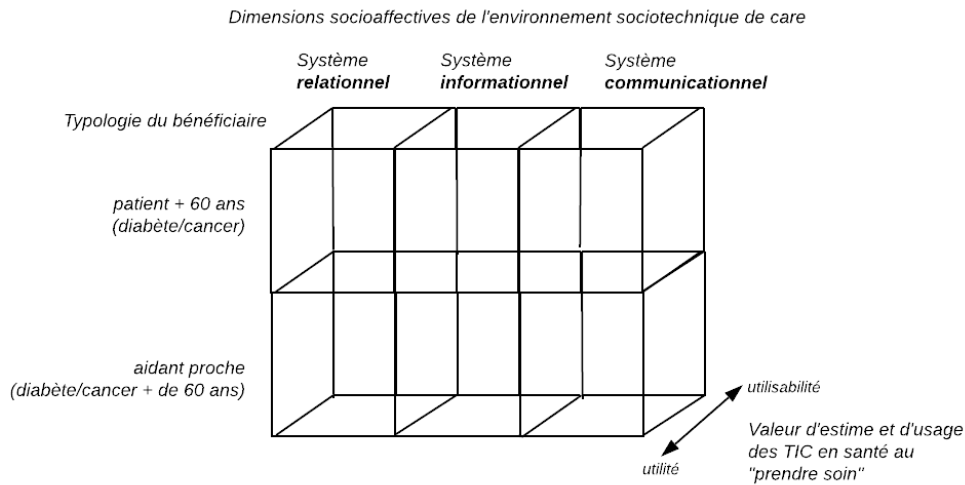 Dimensions socioaffectives de l'environnement sociotechnique de care
Système
relationnel
Système
informationnel
Système
communicationnel
Typologie du bénéficiaire
patient + 60 ans
(diabète/cancer)
aidant proche
(diabète/cancer + de 60 ans)
utilisabilité
utilité
Valeur d'estime et d'usage
des TIC en santé au
"prendre soin"